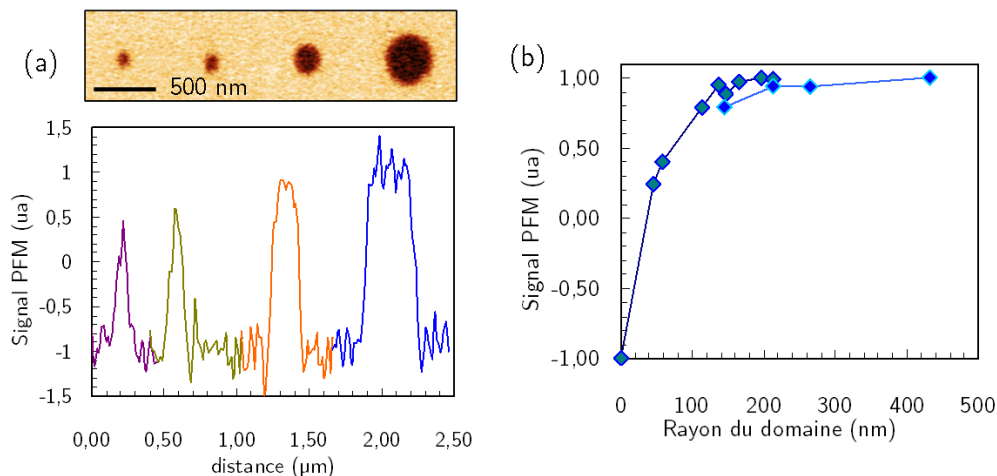 (a)
500 nm
Signal PFM (ua)
1,5
1
0,5
0
-0,5
-1
-1,5
0,00 0,50 1,00 1,50 2,00 2,50
distance (µm)
(b)
Signal PFM (ua)
1,00
0,50
0,00
-0,50
-1,00
0 100 200 300 400 500
Rayon du domaine (nm)